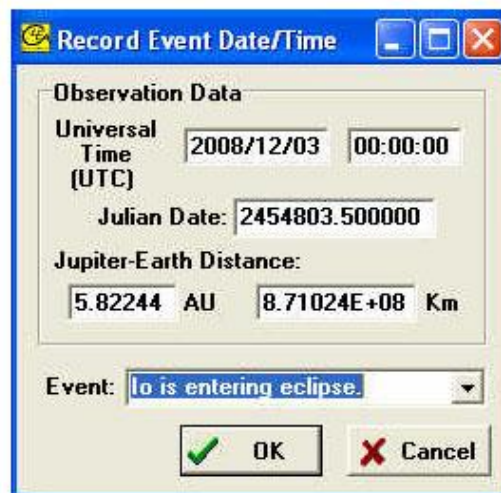 Record Event Date/Time
Observation Data
Universal
Time
(UTC)
2008/12/03 00:00:00
Julian Date: 2454803.500000
Jupiter-Earth Distance:
5.82244 AU 8.71024E+08 Km
Event: Io is entering eclipse.
OK Cancel